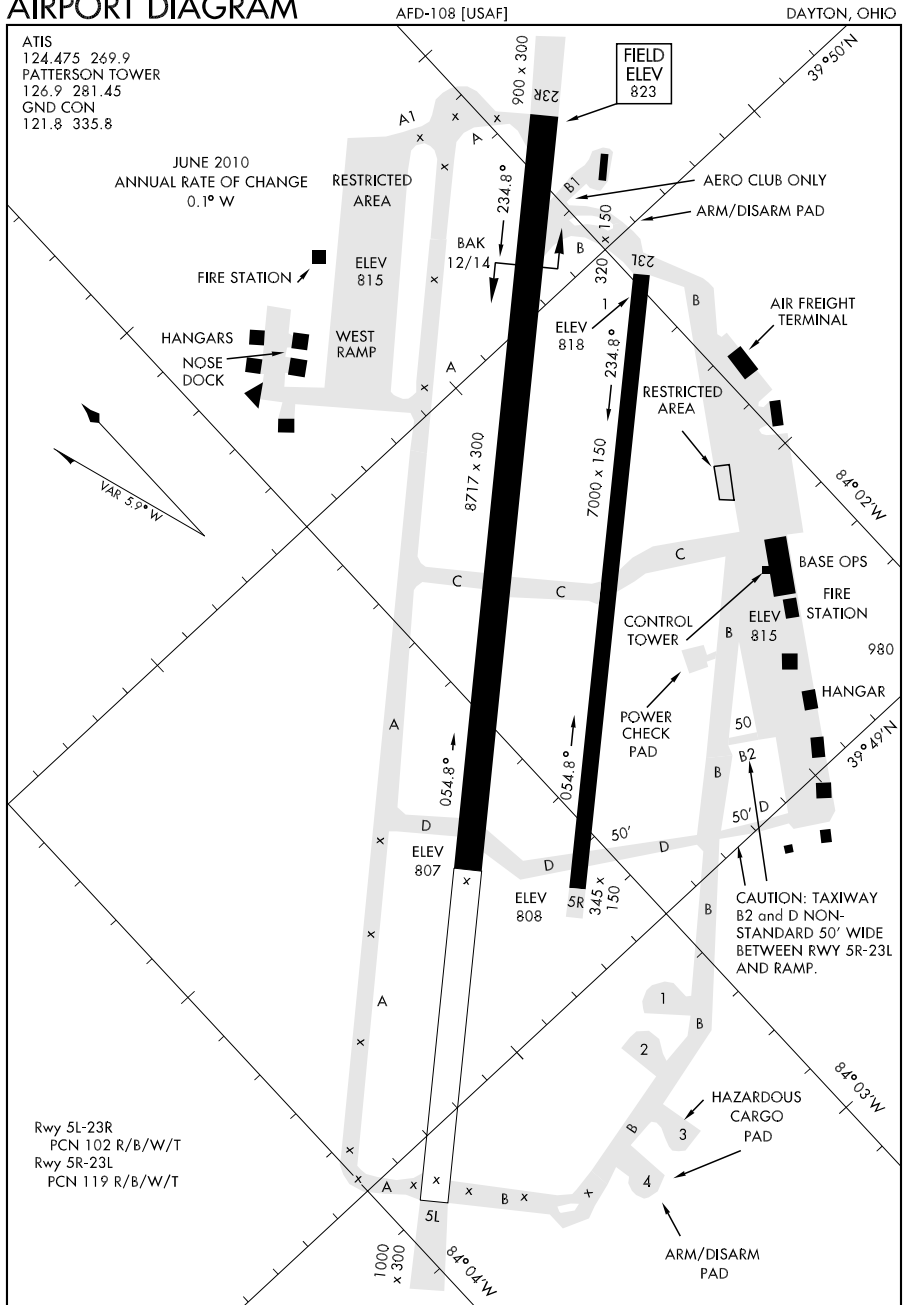 AIRPORT DIAGRAM
AFD-108 [USAF]
DAYTON, OHIO
ATIS
124.475 269.9
PATTERSON TOWER
126.9 281.45
GND CON
121.8 335.8
JUNE 2010
ANNUAL RATE OF CHANGE
0.1° W
RESTRICTED
AREA
900 x 300
23R
FIELD
ELEV
823
39°50'N
A1
x
x
x
A
x
234.8°
B1
AERO CLUB ONLY
ARM/DISARM PAD
320 x 150
B
BAK
12/14
23L
FIRE STATION
ELEV
815
x
1
ELEV
818
B
AIR FREIGHT
TERMINAL
HANGARS
NOSE
DOCK
WEST
RAMP
A
x
234.8°
RESTRICTED
AREA
VAR 5.9° W
8717 x 300
7000 x 150
84°02'W
C
C
C
BASE OPS
FIRE
STATION
CONTROL
TOWER
B
ELEV
815
980
POWER
CHECK
PAD
HANGAR
A
054.8°
054.8°
50
B2
B
39°49'N
D
50'
D
50'
D
D
x
ELEV
807
x
ELEV
808
5R
345 x
150
CAUTION: TAXIWAY
B2 and D NON-
STANDARD 50' WIDE
BETWEEN RWY 5R-23L
AND RAMP.
B
x
A
x
1
B
2
84°03'W
HAZARDOUS
CARGO
PAD
Rwy 5L-23R
PCN 102 R/B/W/T
Rwy 5R-23L
PCN 119 R/B/W/T
B
3
4
x
x
A
x
x
x
B
x
x
5L
1000
x 300
84°04'W
ARM/DISARM
PAD